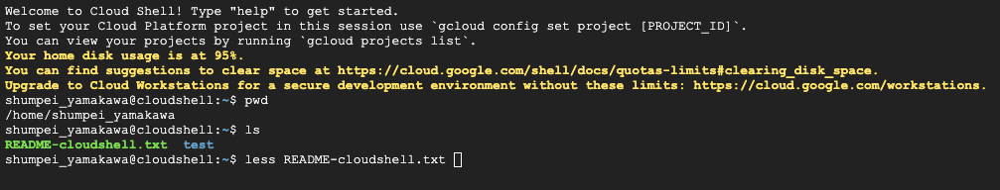 Welcome to Cloud Shell! Type "help" to get started.
To set your Cloud Platform project in this session use `gcloud config set project [PROJECT_ID]`.
You can view your projects by running `gcloud projects list`.
Your home disk usage is at 95%.
You can find suggestions to clear space at https://cloud.google.com/shell/docs/quotas-limits#clearing_disk_space.
Upgrade to Cloud Workstations for a secure development environment without these limits: https://cloud.google.com/workstations.
shumpei_yamakawa@cloudshell:~$ pwd
/home/shumpei_yamakawa
shumpei_yamakawa@cloudshell:~$ ls
README-cloudshell.txt  test
shumpei_yamakawa@cloudshell:~$ less README-cloudshell.txt